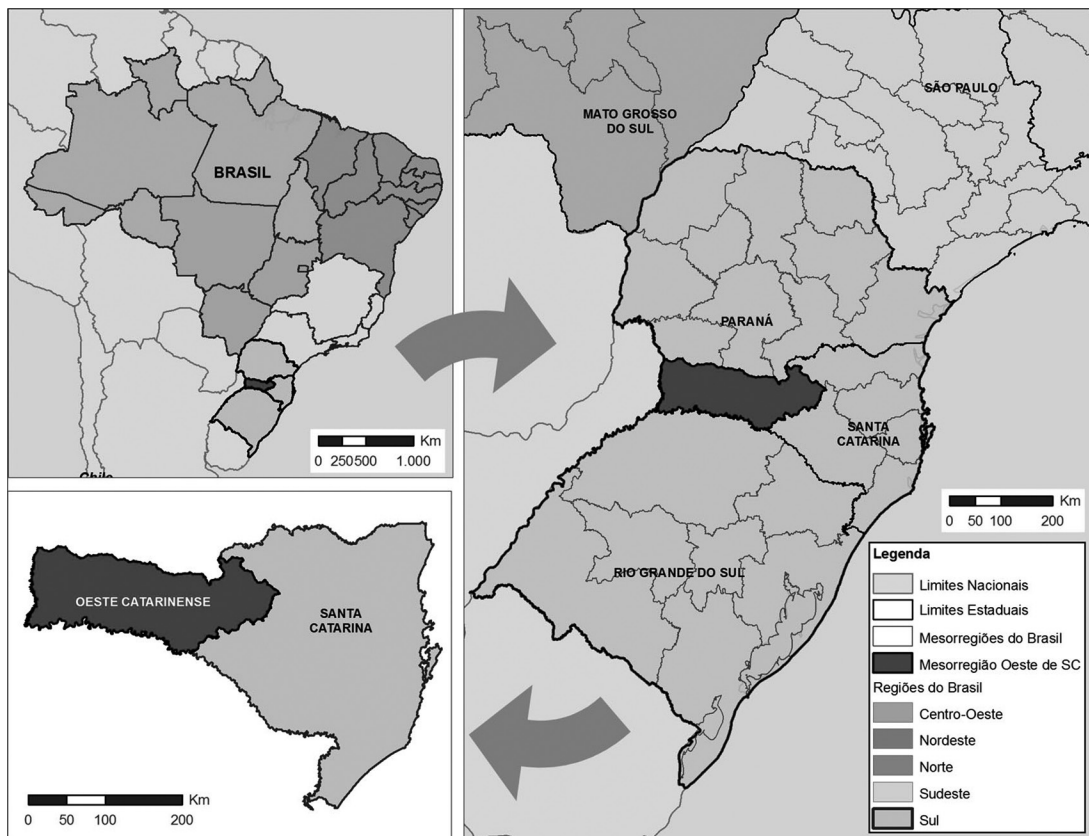 BRASIL
Km
0 250500 1.000
Chile
MATO GROSSO
DO SUL
SÃO PAULO
PARANÁ
SANTA
CATARINA
RIO GRANDE DO SUL
Km
0 50 100 200
OESTE CATARINENSE
SANTA
CATARINA
Km
0 50 100 200
Legenda
Limites Nacionais
Limites Estaduais
Mesorregiões do Brasil
Mesorregião Oeste de SC
Regiões do Brasil
Centro-Oeste
Nordeste
Norte
Sudeste
Sul